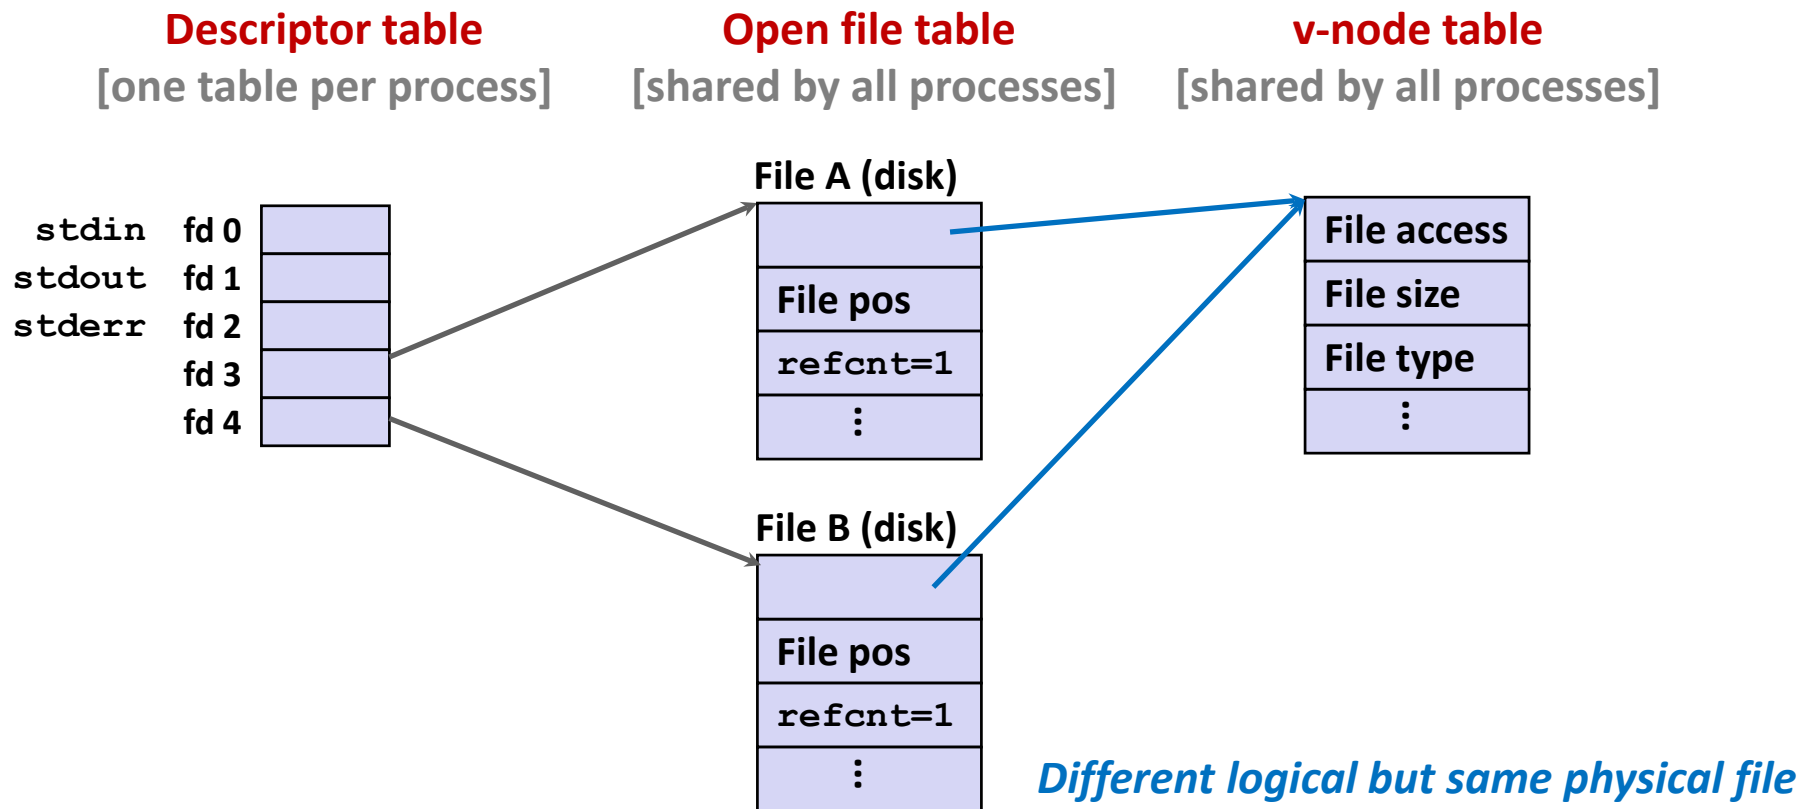 Descriptor table
[one table per process]
Open file table
[shared by all processes]
v-node table
[shared by all processes]
stdin fd 0
stdout fd 1
stderr fd 2
fd 3
fd 4
File A (disk)
File pos
refcnt=1
⋮
File B (disk)
File pos
refcnt=1
⋮
File access
File size
File type
⋮
Different logical but same physical file